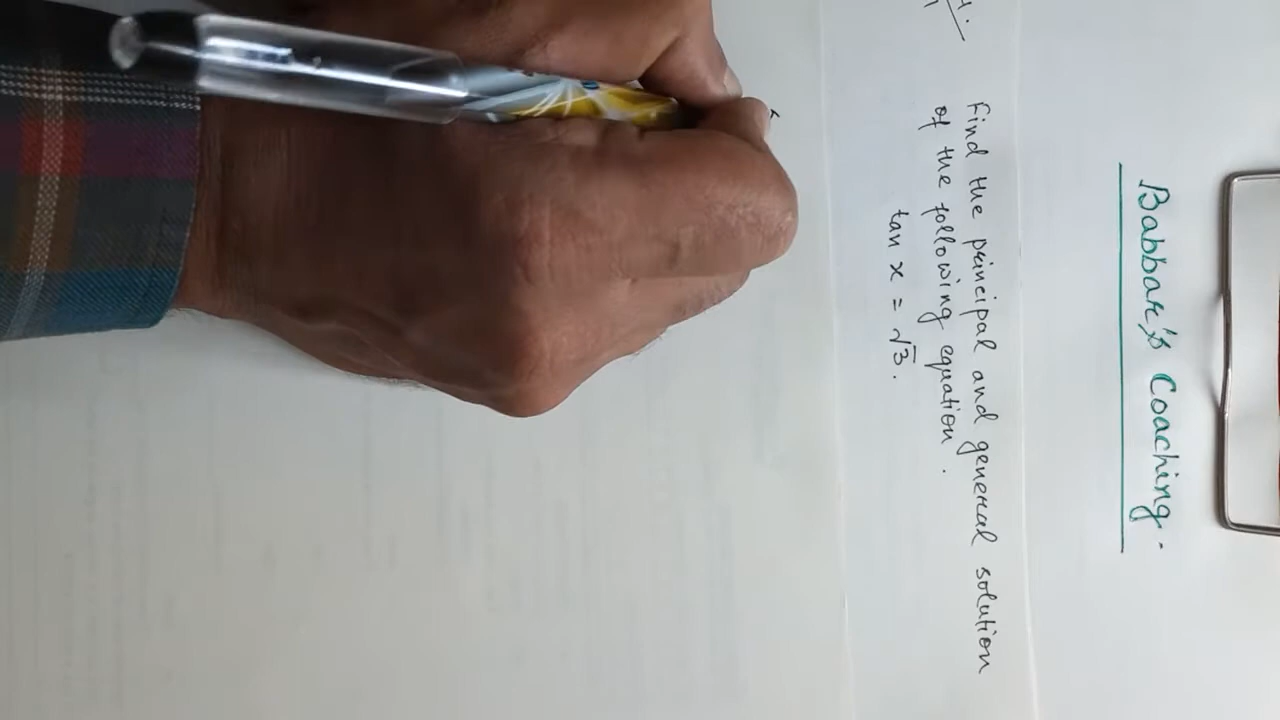 Babbar's Coaching.
Find the principal and general solution
of the following equation.
tan x = √3.